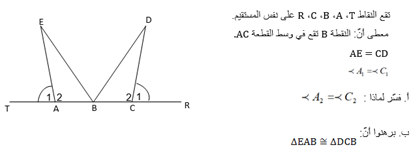 تقع النقاط R ،C ،B ،A ،T على نفس المستقيم.
معطى أنّ: النقطة B تقع في وسط القطعة AC.
AE = CD
∢A₁ = ∢C₁
أ. فسّر لماذا : ∢A₂ = ∢C₂
ب. برهنوا أنّ:
ΔEAB ≅ ΔDCB
E
D
1 2
2 1
T
A
B
C
R